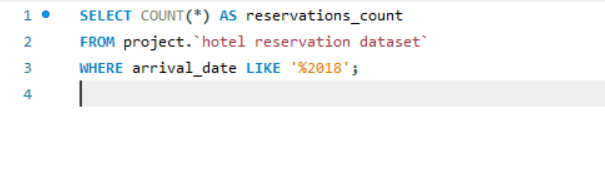 1 SELECT COUNT(*) AS reservations_count
2 FROM project.`hotel reservation dataset`
3 WHERE arrival_date LIKE '%2018';
4